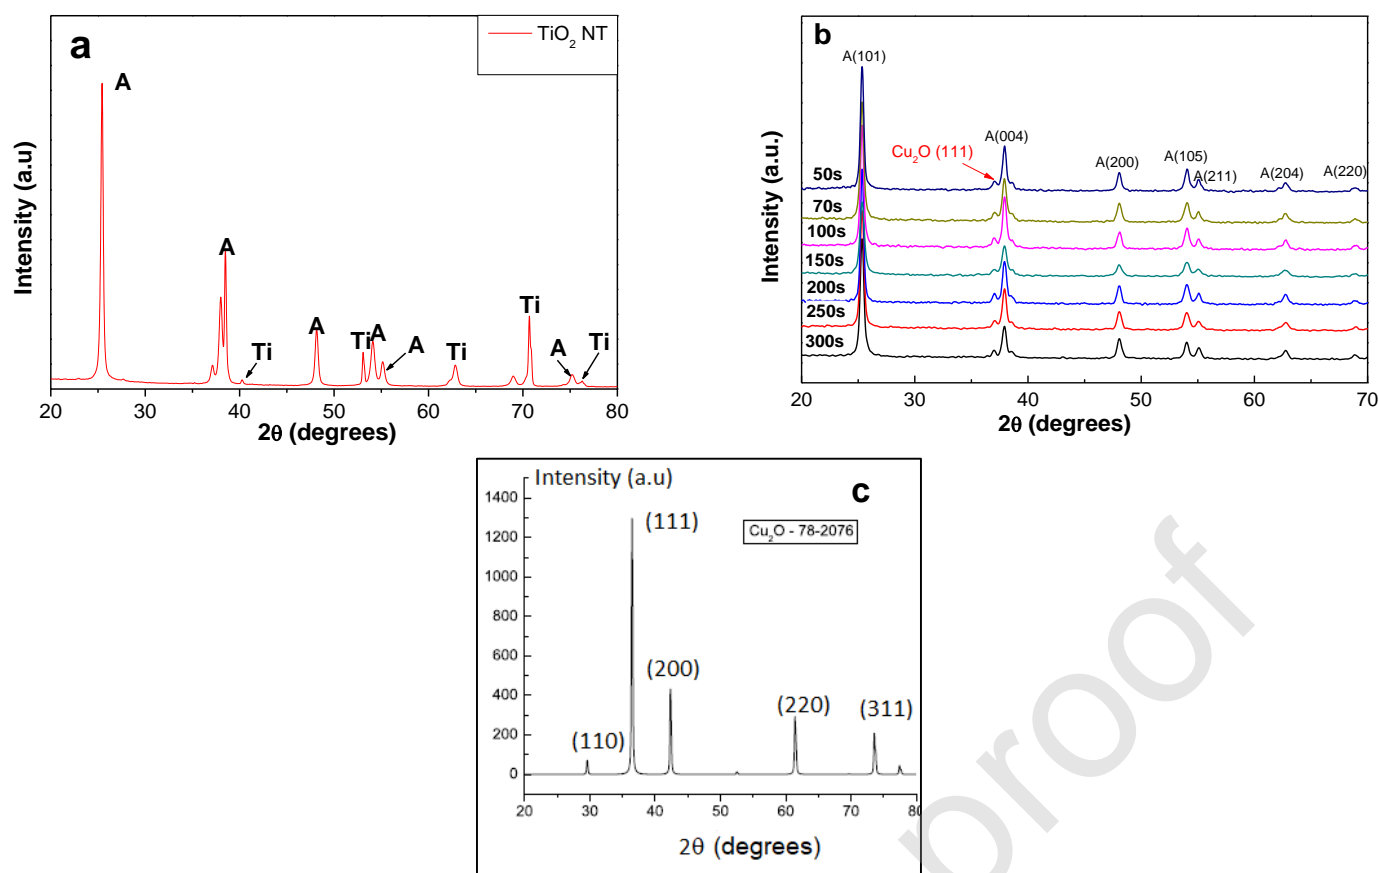 a
TiO2 NT
A
A
Ti
A
Ti
A
A
Ti
Ti
A
Ti
Intensity (a.u)
20 30 40 50 60 70 80
2θ (degrees)
b
A(101)
Cu2O (111)
A(004)
A(200)
A(105)
A(211)
A(204)
A(220)
50s
70s
100s
150s
200s
250s
300s
Intensity (a.u.)
20 30 40 50 60 70
2θ (degrees)
Intensity (a.u)
c
Cu2O - 78-2076
1400
1200
1000
800
600
400
200
0
(111)
(200)
(110)
(220)
(311)
20 30 40 50 60 70 80
2θ (degrees)
proof